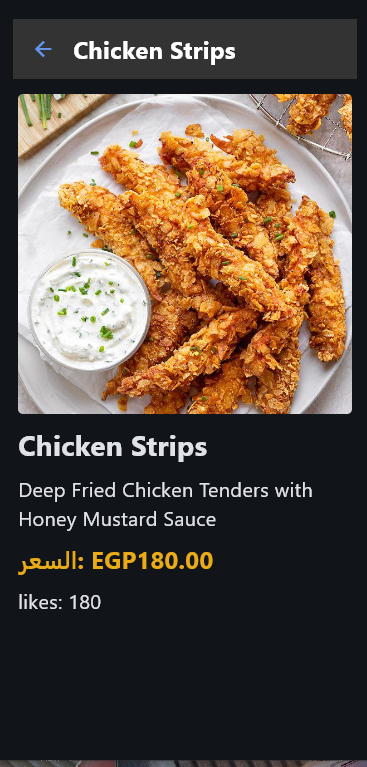 Chicken Strips
Chicken Strips
Deep Fried Chicken Tenders with
Honey Mustard Sauce
السعر: EGP180.00
likes: 180